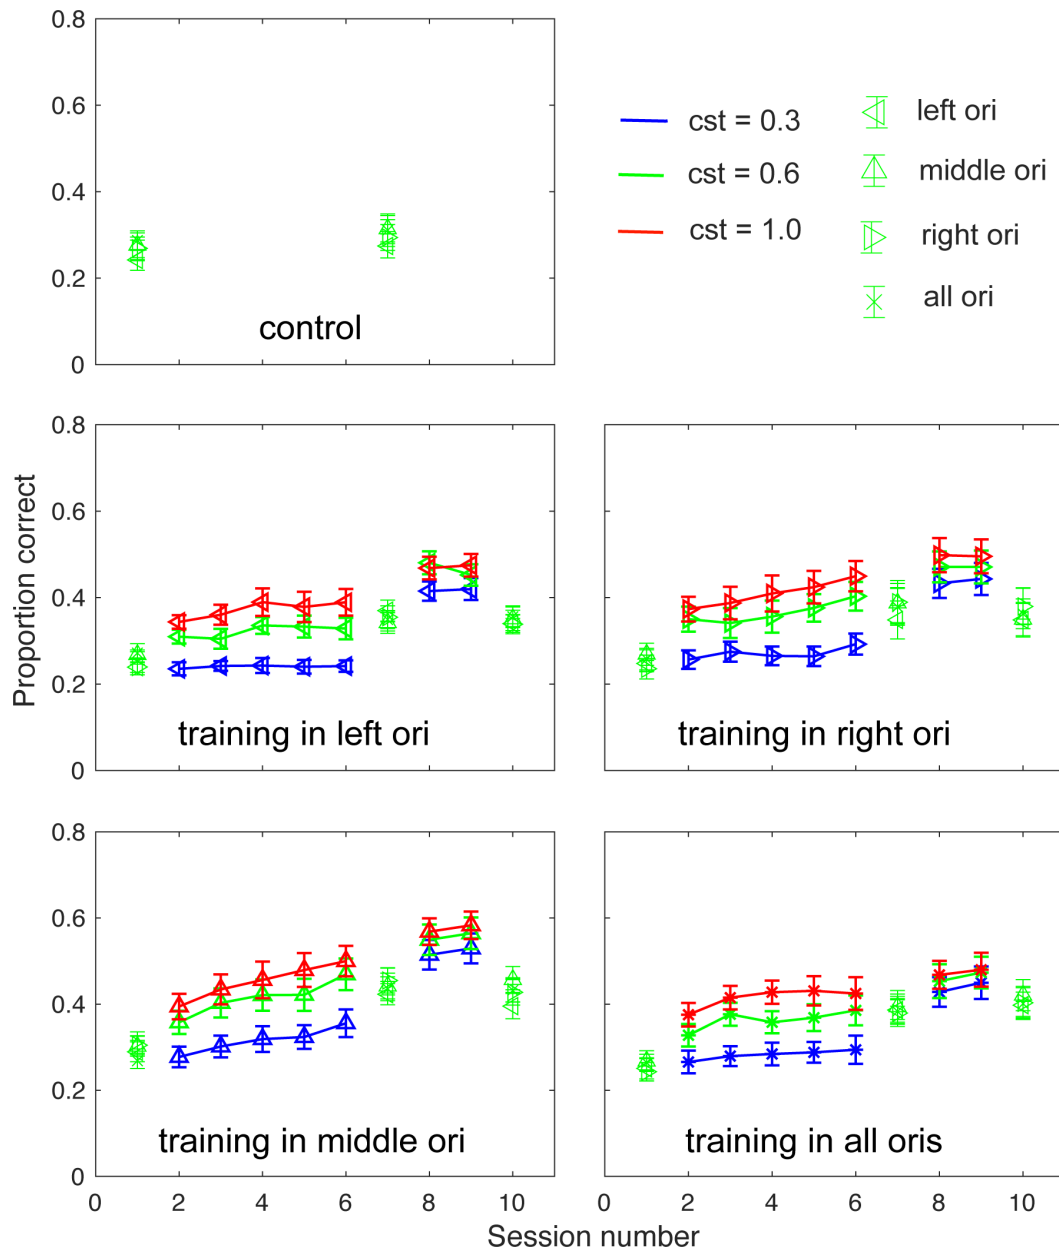 0.8
0.6
0.4
0.2
0
control
cst = 0.3
cst = 0.6
cst = 1.0
left ori
middle ori
right ori
all ori
Proportion correct
0.8
0.6
0.4
0.2
0
training in left ori
training in right ori
0.8
0.6
0.4
0.2
0
training in middle ori
training in all oris
0 2 4 6 8 10
0 2 4 6 8 10
Session number